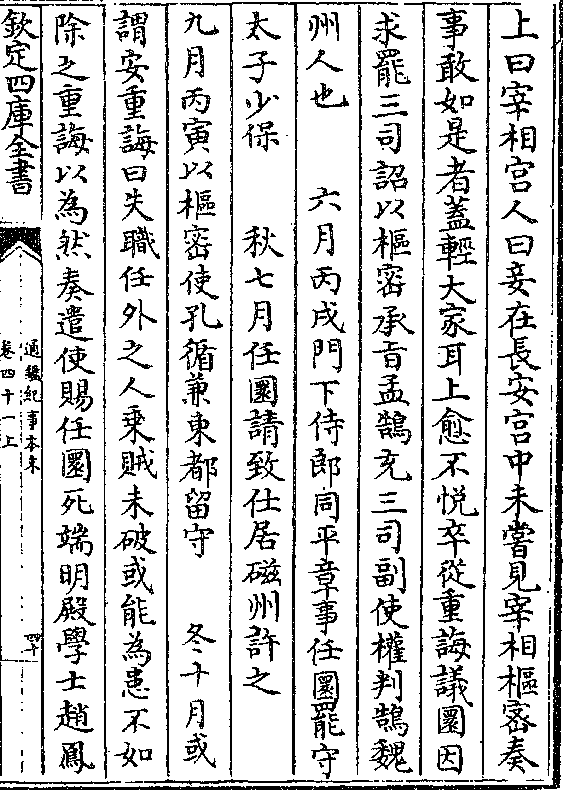 上曰宰相宫人曰妾在長安宫中未嘗見宰相樞密奏
事敢如是者蓋輕大家耳上愈不悅卒從重誨議圜因
求罷三司詔以樞密承旨孟鵠充三司副使權判鵠魏
州人也　六月丙戌門下侍郎同平章事任圜罷守
太子少保　秋七月任圜請致仕居磁州許之
九月丙寅以樞密使孔循兼東都留守　冬十月或
謂安重誨曰失職任外之人乗賊未破或能為患不如
除之重誨以為然奏遣使賜任圜死端明殿學士趙鳳
欽定四庫全書
通鑑紀事本末
卷四十一上
四十